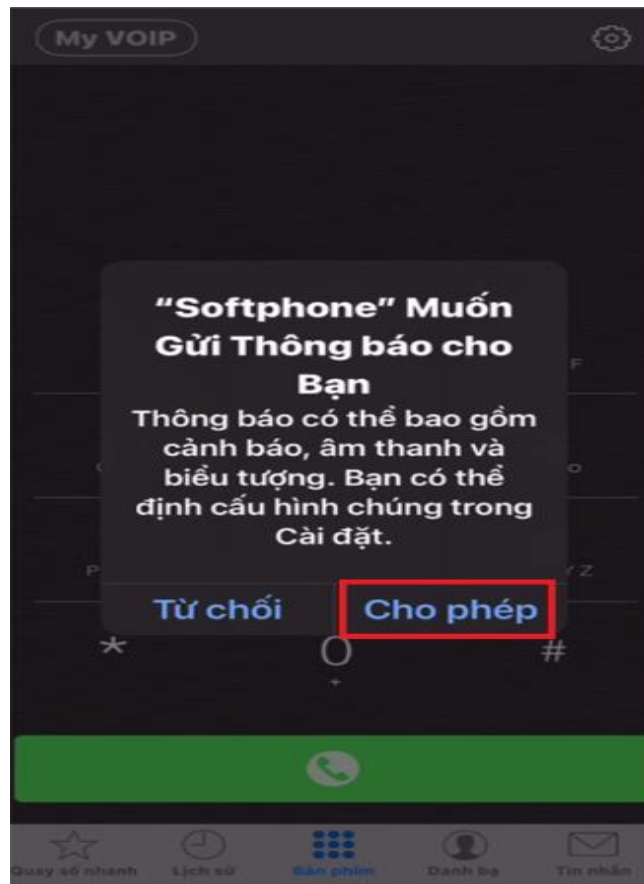 My VOIP
"Softphone" Muốn
Gửi Thông báo cho
Bạn
Thông báo có thể bao gồm
cảnh báo, âm thanh và
biểu tượng. Bạn có thể
định cấu hình chúng trong
Cài đặt.
Từ chối Cho phép
F
O
P YZ
* 0 #
+
Quay số nhanh Lịch sử Bàn phím Danh bạ Tin nhắn